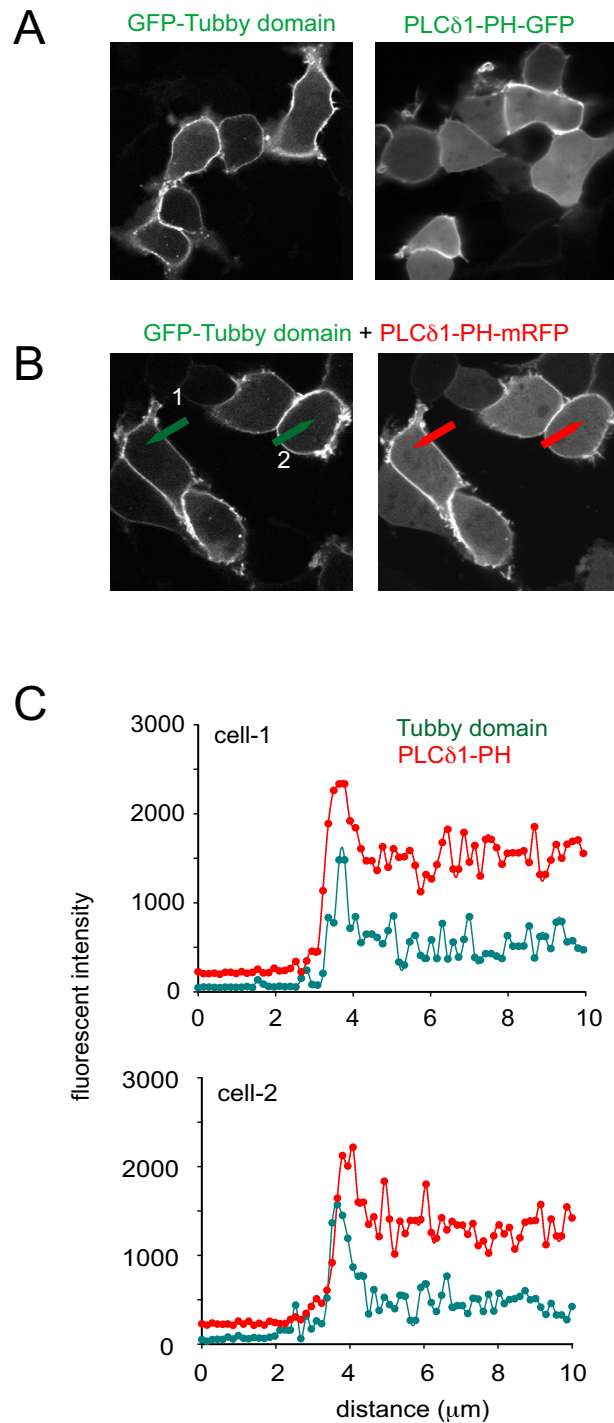 A
GFP-Tubby domain
PLCδ1-PH-GFP
GFP-Tubby domain + PLCδ1-PH-mRFP
B
1
2
C
3000
2000
1000
0
cell-1
Tubby domain
PLCδ1-PH
0 2 4 6 8 10
fluorescent intensity
3000
2000
1000
0
cell-2
0 2 4 6 8 10
distance (μm)